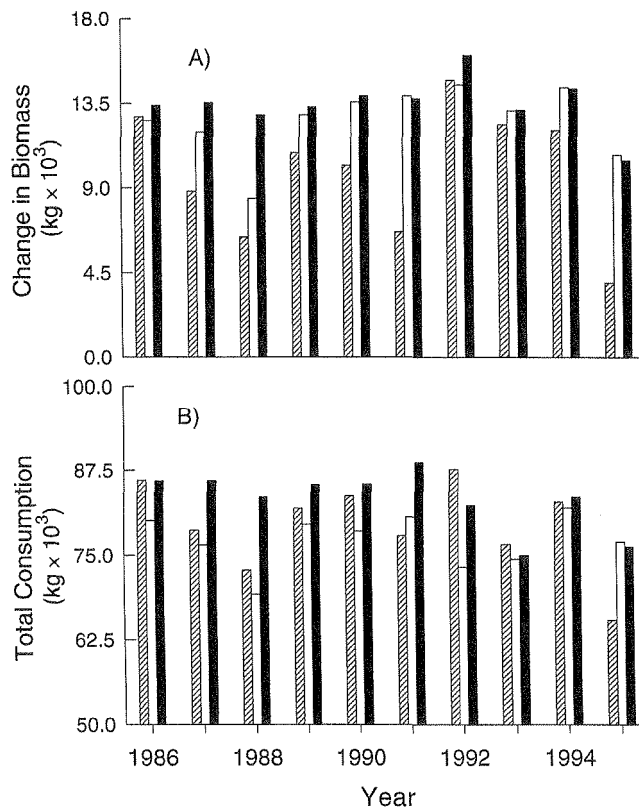 18.0
A)
13.5
9.0
4.5
0.0
Change in Biomass
(kg × 10³)
100.0
B)
87.5
75.0
62.5
50.0
Total Consumption
(kg × 10³)
1986 1988 1990 1992 1994
Year